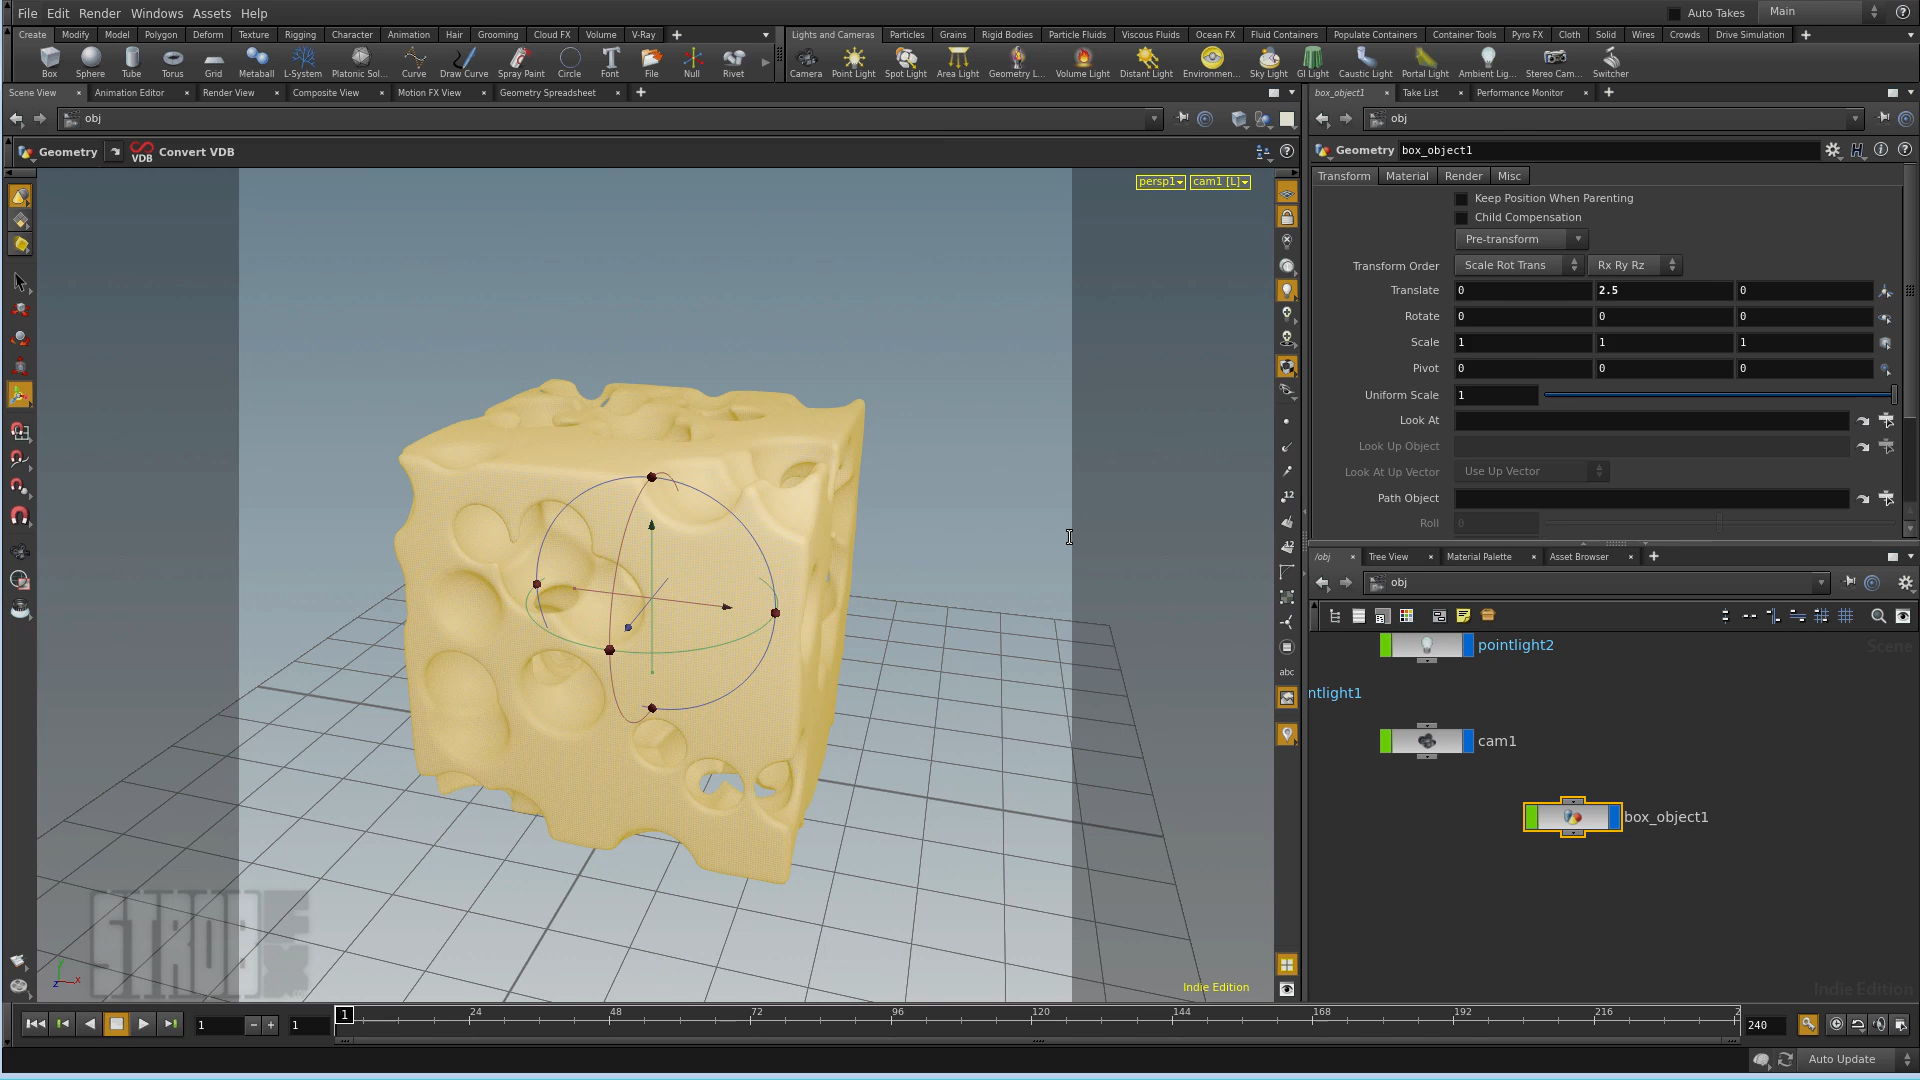 File Edit Render Windows Assets Help
Auto Takes Main
Create Modify Model Polygon Deform Texture Rigging Character Animation Hair Grooming Cloud FX Volume V-Ray
Lights and Cameras Particles Grains Rigid Bodies Particle Fluids Viscous Fluids Ocean FX Fluid Containers Populate Containers Container Tools Pyro FX Cloth Solid Wires Crowds Drive Simulation
Box Sphere Tube Torus Grid Metaball L-System Platonic Sol... Curve Draw Curve Spray Paint Circle Font File Null Rivet
Camera Point Light Spot Light Area Light Geometry L... Volume Light Distant Light Environmen... Sky Light GI Light Caustic Light Portal Light Ambient Lig... Stereo Cam... Switcher
Scene View Animation Editor Render View Composite View Motion FX View Geometry Spreadsheet
box_object1 Take List Performance Monitor
obj
obj
Geometry VDB Convert VDB
Geometry box_object1
persp1 cam1 [L]
Transform Material Render Misc
Keep Position When Parenting
Child Compensation
Pre-transform
Transform Order Scale Rot Trans Rx Ry Rz
Translate 0 2.5 0
Rotate 0 0 0
Scale 1 1 1
Pivot 0 0 0
Uniform Scale 1
Look At
Look Up Object
Look At Up Vector Use Up Vector
Path Object
Roll 0
12
12
abc
/obj Tree View Material Palette Asset Browser
obj
pointlight2
Scene
ntlight1
cam1
box_object1
STROB
y
z x
Indie Edition
Indie Edition
1 1 1 24 48 72 96 120 144 168 192 216 2 240
Auto Update